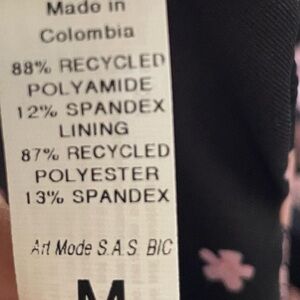 Made in
Colombia
88% RECYCLED
POLYAMIDE
12% SPANDEX
LINING
87% RECYCLED
POLYESTER
13% SPANDEX
Art Mode S.A.S. BIC
M